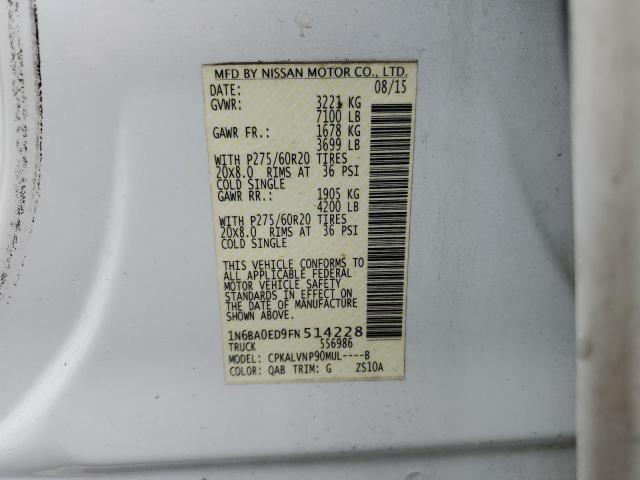 MFD BY NISSAN MOTOR CO., LTD.
DATE: 08/15
GVWR: 3221 KG
7100 LB
GAWR FR.: 1678 KG
3699 LB
WITH P275/60R20 TIRES
20X8.0 RIMS AT 36 PSI
COLD SINGLE
GAWR RR.: 1905 KG
4200 LB
WITH P275/60R20 TIRES
20X8.0 RIMS AT 36 PSI
COLD SINGLE
THIS VEHICLE CONFORMS TO
ALL APPLICABLE FEDERAL
MOTOR VEHICLE SAFETY
STANDARDS IN EFFECT ON
THE DATE OF MANUFACTURE
SHOWN ABOVE.
1N6BA0ED9FN514228
TRUCK 556986
MODEL: CPKALVNP90MUL----B
COLOR: QAB TRIM: G ZS10A